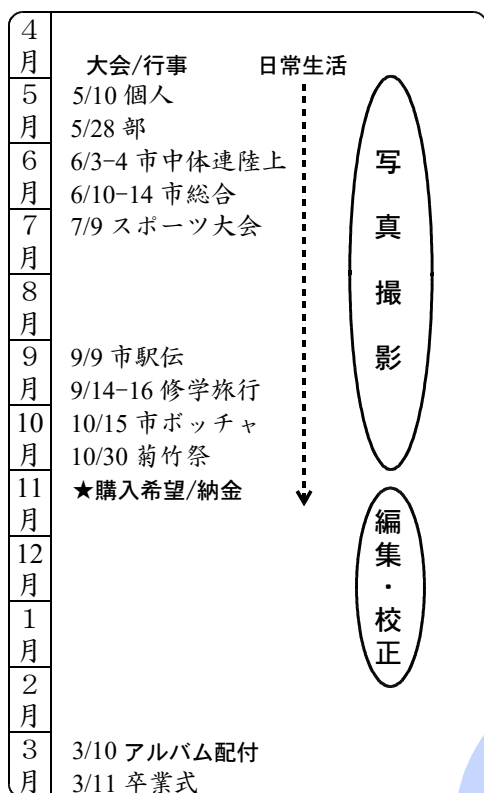 4月
大会/行事 日常生活
5月
5/10 個人
5/28 部
6月
6/3-4 市中体連陸上
6/10-14 市総合
7月
7/9 スポーツ大会
8月
9月
9/9 市駅伝
9/14-16 修学旅行
10月
10/15 市ボッチャ
10/30 菊竹祭
11月
★購入希望/納金
12月
1月
2月
3月
3/10 アルバム配付
3/11 卒業式
写真撮影
編集・校正